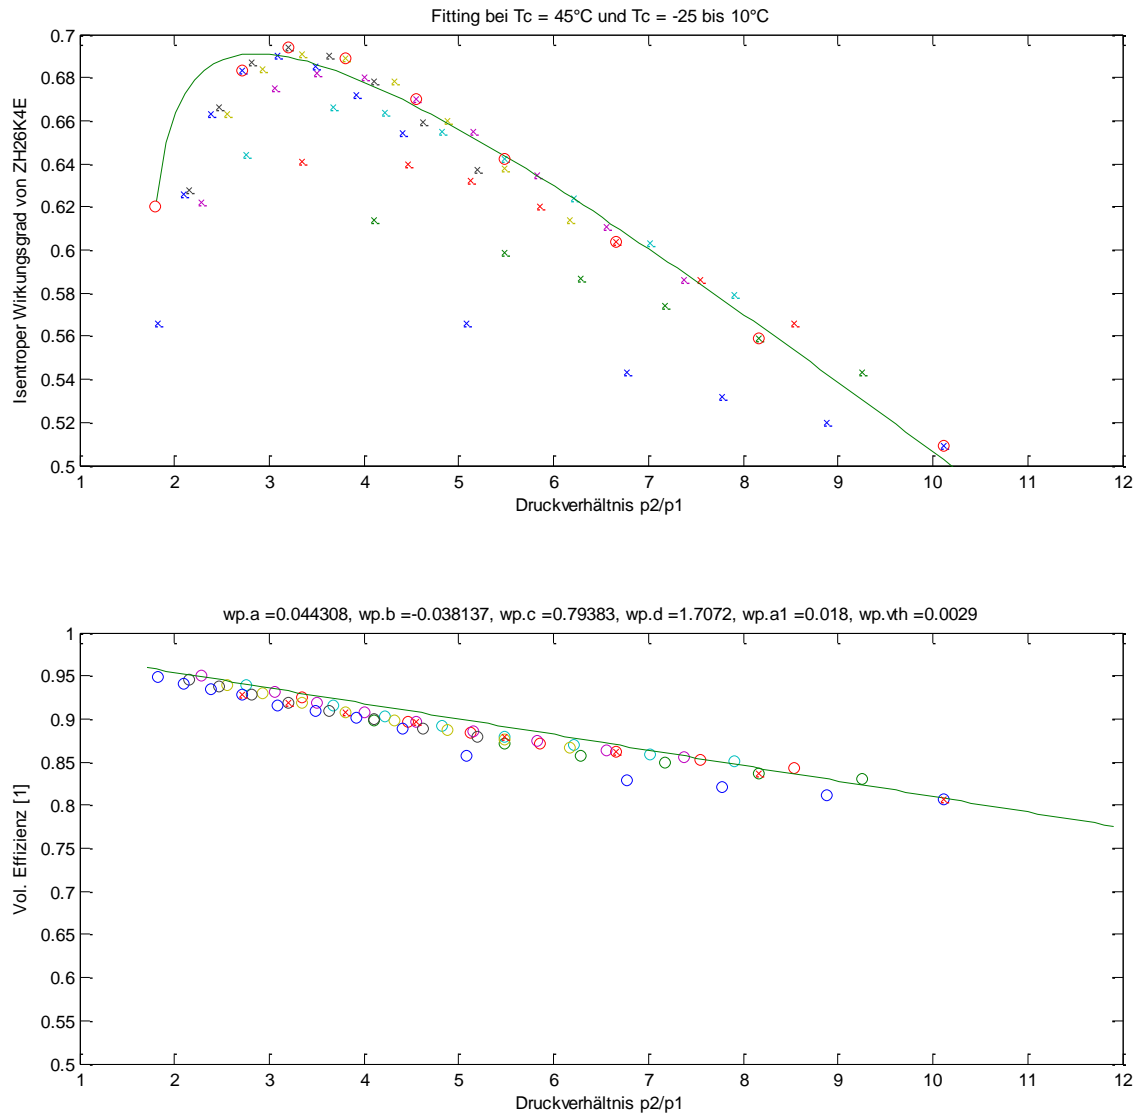 Fitting bei Tc = 45°C und Tc = -25 bis 10°C
Isentroper Wirkungsgrad von ZH26K4E
0.7
0.68
0.66
0.64
0.62
0.6
0.58
0.56
0.54
0.52
0.5
1 2 3 4 5 6 7 8 9 10 11 12
Druckverhältnis p2/p1
wp.a =0.044308, wp.b =-0.038137, wp.c =0.79383, wp.d =1.7072, wp.a1 =0.018, wp.vth =0.0029
Vol. Effizienz [1]
1
0.95
0.9
0.85
0.8
0.75
0.7
0.65
0.6
0.55
0.5
1 2 3 4 5 6 7 8 9 10 11 12
Druckverhältnis p2/p1